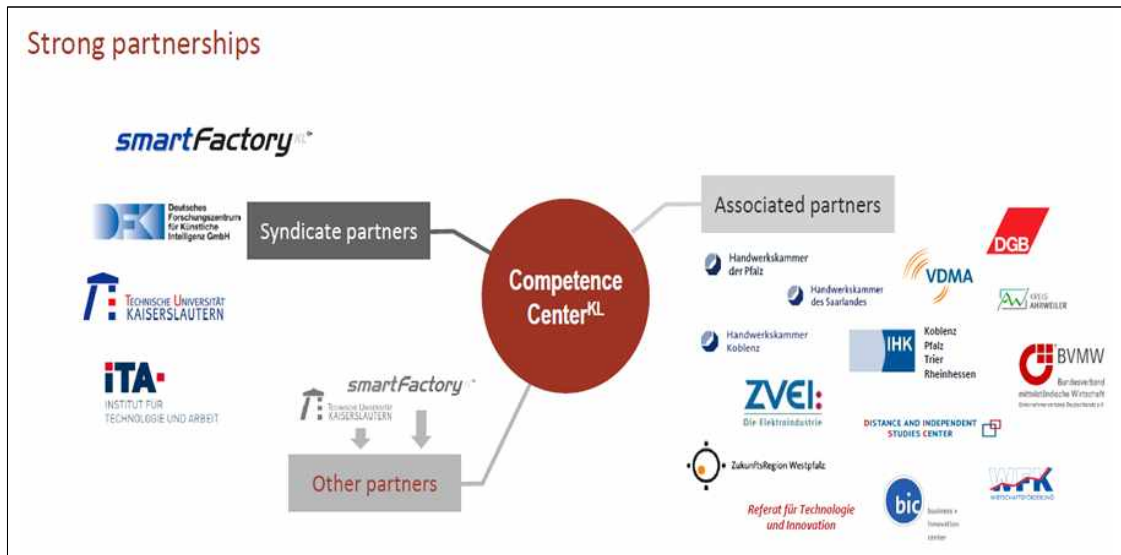 Strong partnerships
smartFactory KL
DFKI
Deutsches
Forschungszentrum
für Künstliche
Intelligenz GmbH
Syndicate partners
TECHNISCHE UNIVERSITÄT
KAISERSLAUTERN
iTA
INSTITUT FÜR
TECHNOLOGIE UND ARBEIT
Competence
Center KL
smartFactory
TECHNISCHE UNIVERSITÄT
KAISERSLAUTERN
Other partners
Associated partners
DGB
Handwerkskammer
der Pfalz
VDMA
Handwerkskammer
des Saarlandes
KREIS
AHRWEILER
Handwerkskammer
Koblenz
IHK
Koblenz
Pfalz
Trier
Rheinhessen
BVMW
Bundesverband
mittelständische Wirtschaft
ZVEI:
Die Elektroindustrie
DISTANCE AND INDEPENDENT
STUDIES CENTER
ZukunftsRegion Westpfalz
WFK
WIRTSCHAFTSFÖRDERUNG
Referat für Technologie
und Innovation
bic
business +
innovation
center